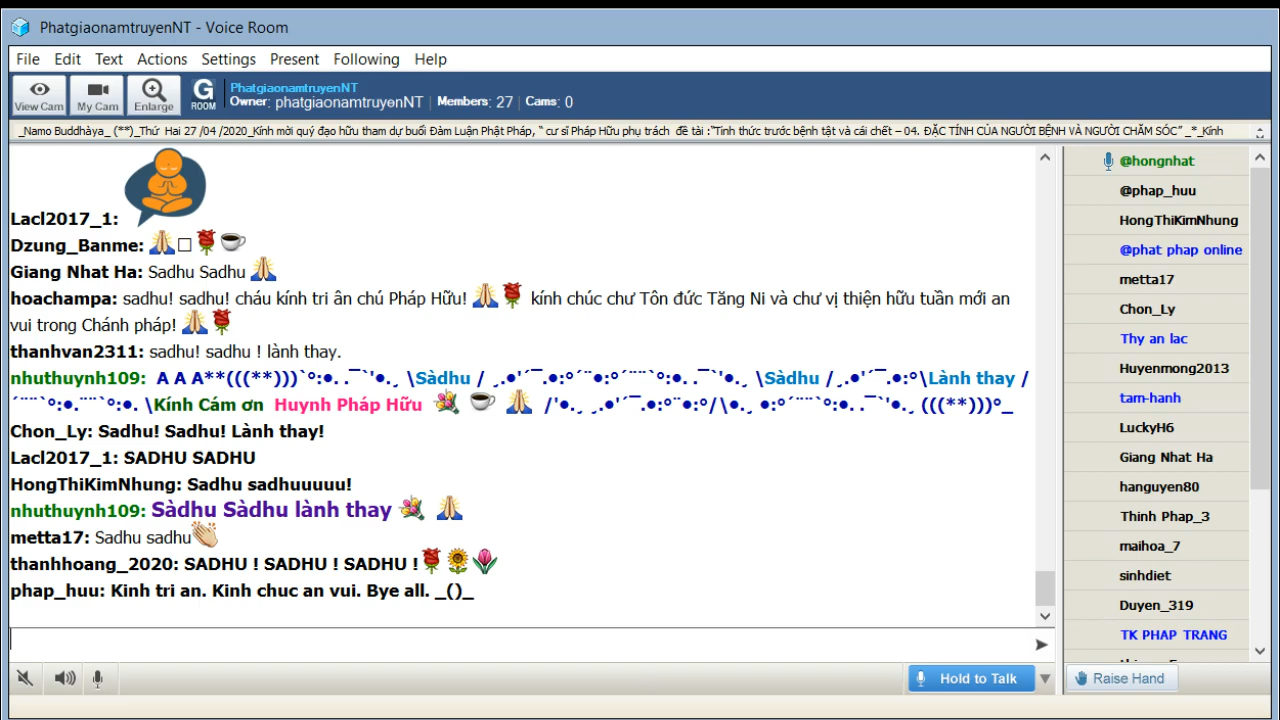 PhatgiaonamtruyenNT - Voice Room
File Edit Text Actions Settings Present Following Help
View Cam
My Cam
Enlarge
G ROOM
PhatgiaonamtruyenNT
Owner: phatgiaonamtruyenNT | Members: 27 | Cams: 0
_Namo Buddhàya_ (**)_Thứ Hai 27 /04 /2020_Kính mời quý đạo hữu tham dự buổi Đàm Luận Phật Pháp, “ cư sĩ Pháp Hữu phụ trách đề tài :“Tỉnh thức trước bệnh tật và cái chết – 04. ĐẶC TÍNH CỦA NGƯỜI BỆNH VÀ NGƯỜI CHĂM SÓC” _*_Kính
Lacl2017_1:
Dzung_Banme: 🙏□🌹☕
Giang Nhat Ha: Sadhu Sadhu 🙏
hoachampa: sadhu! sadhu! cháu kính tri ân chú Pháp Hữu! 🙏🌹 kính chúc chư Tôn đức Tăng Ni và chư vị thiện hữu tuần mới an
vui trong Chánh pháp! 🙏🌹
thanhvan2311: sadhu! sadhu ! lành thay.
nhuthuynh109: A A A**(((**)))`°:•. .¯`'•.¸ \Sàdhu / ¸.•'´¯.•:°´¨•:°´¨¨`°:•. .¯`'•.¸ \Sàdhu /¸.•'´¯.•:°\Lành thay /
´¨¨`°:•.¨¨`°:•. \Kính Cám ơn Huynh Pháp Hữu 💐 ☕ 🙏 /'•.¸ ¸.•'´¯.•:°¨•:°/\•.¸ •:°´¨¨`°:•. .¯`'•.¸ (((**)))°_
Chon_Ly: Sadhu! Sadhu! Lành thay!
Lacl2017_1: SADHU SADHU
HongThiKimNhung: Sadhu sadhuuuuu!
nhuthuynh109: Sàdhu Sàdhu lành thay 💐 🙏
metta17: Sadhu sadhu👏
thanhhoang_2020: SADHU ! SADHU ! SADHU !🌹🌻🌷
phap_huu: Kinh tri an. Kinh chuc an vui. Bye all. _()_
Hold to Talk
@hongnhat
@phap_huu
HongThiKimNhung
@phat phap online
metta17
Chon_Ly
Thy an lac
Huyenmong2013
tam-hanh
LuckyH6
Giang Nhat Ha
hanguyen80
Thinh Phap_3
maihoa_7
sinhdiet
Duyen_319
TK PHAP TRANG
Raise Hand